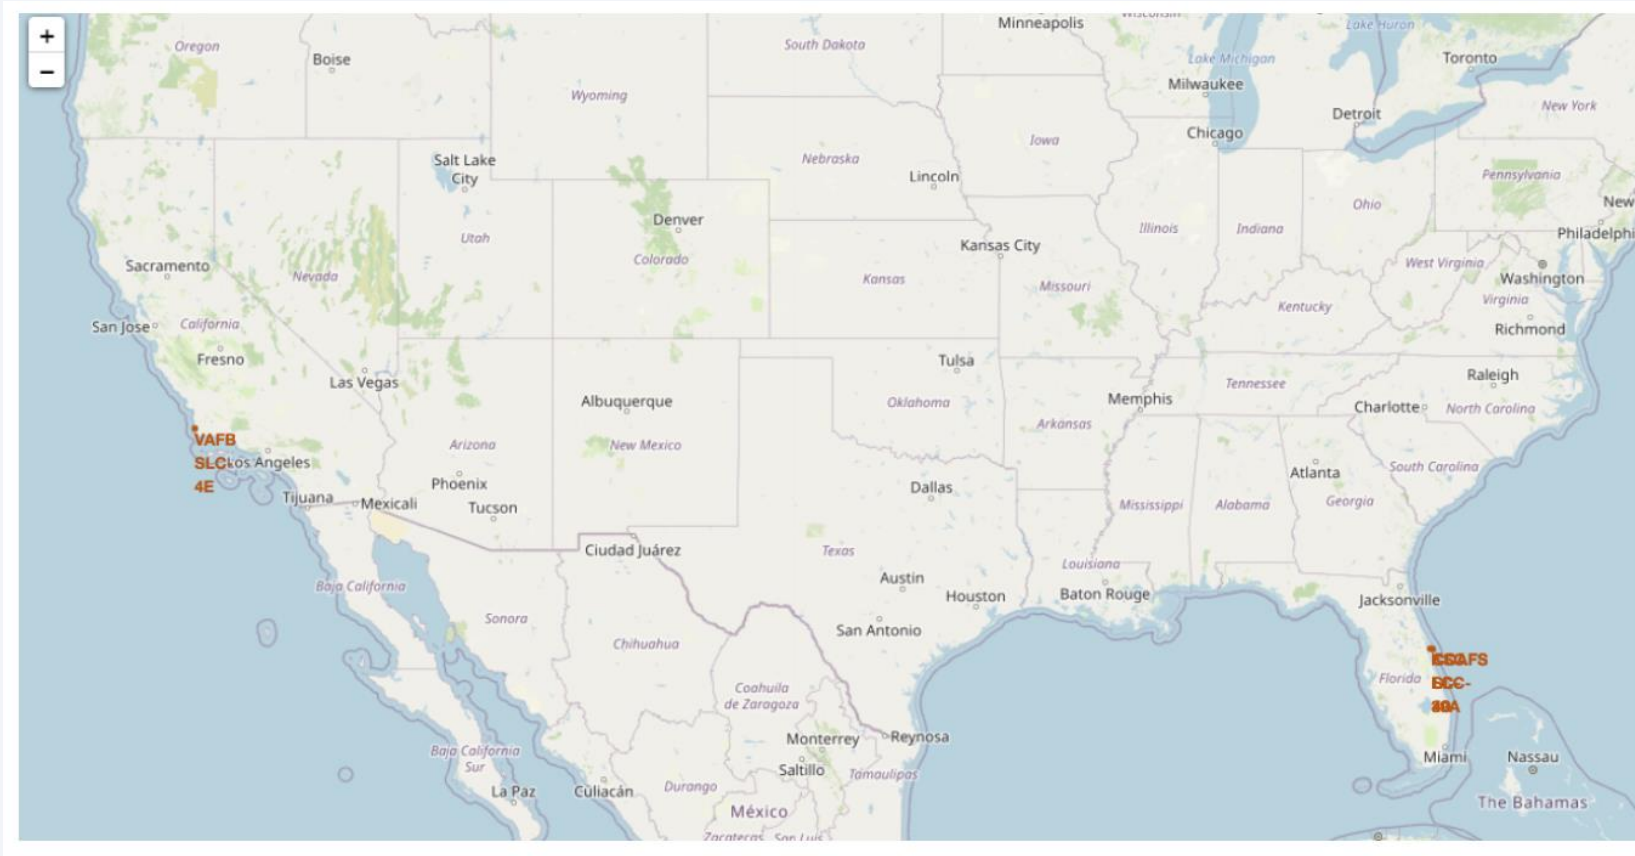 +
−
Oregon
Boise
Wyoming
South Dakota
Minneapolis
Lake Michigan
Milwaukee
Lake Huron
Toronto
Detroit
New York
Chicago
Iowa
Salt Lake
City
Nebraska
Lincoln
Pennsylvania
New
Ohio
Denver
Utah
Illinois
Indiana
Philadelphi
Sacramento
Nevada
Colorado
Kansas City
Kansas
Missouri
West Virginia
Washington
Virginia
Kentucky
San Jose
California
Richmond
Fresno
Las Vegas
Tulsa
Tennessee
Raleigh
Albuquerque
Oklahoma
Memphis
Arkansas
Charlotte
North Carolina
VAFB
SLC-
4E
Los Angeles
Arizona
New Mexico
Atlanta
South Carolina
Phoenix
Dallas
Tijuana
Mexicali
Tucson
Mississippi
Alabama
Georgia
Ciudad Juárez
Texas
Louisiana
Baja California
Austin
Houston
Baton Rouge
Jacksonville
Sonora
San Antonio
Chihuahua
Florida
Coahuila
de Zaragoza
Baja California
Sur
Monterrey
Reynosa
Saltillo
Tamaulipas
Miami
Nassau
La Paz
Culiacán
Durango
México
The Bahamas
Zacatecas
San Luis